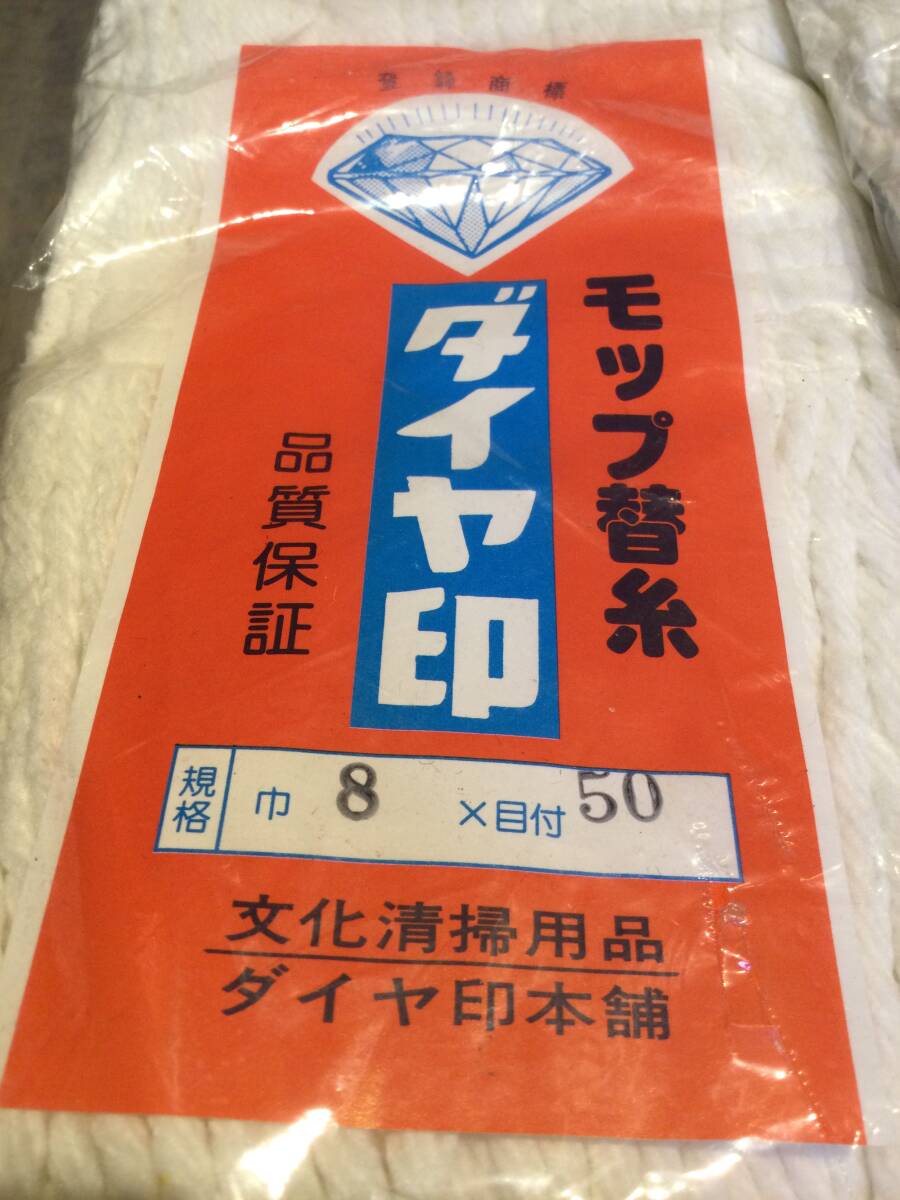 登録商標
モップ替糸
ダイヤ印
品質保証
規格 巾 8 ×目付 50
文化清掃用品
ダイヤ印本舗